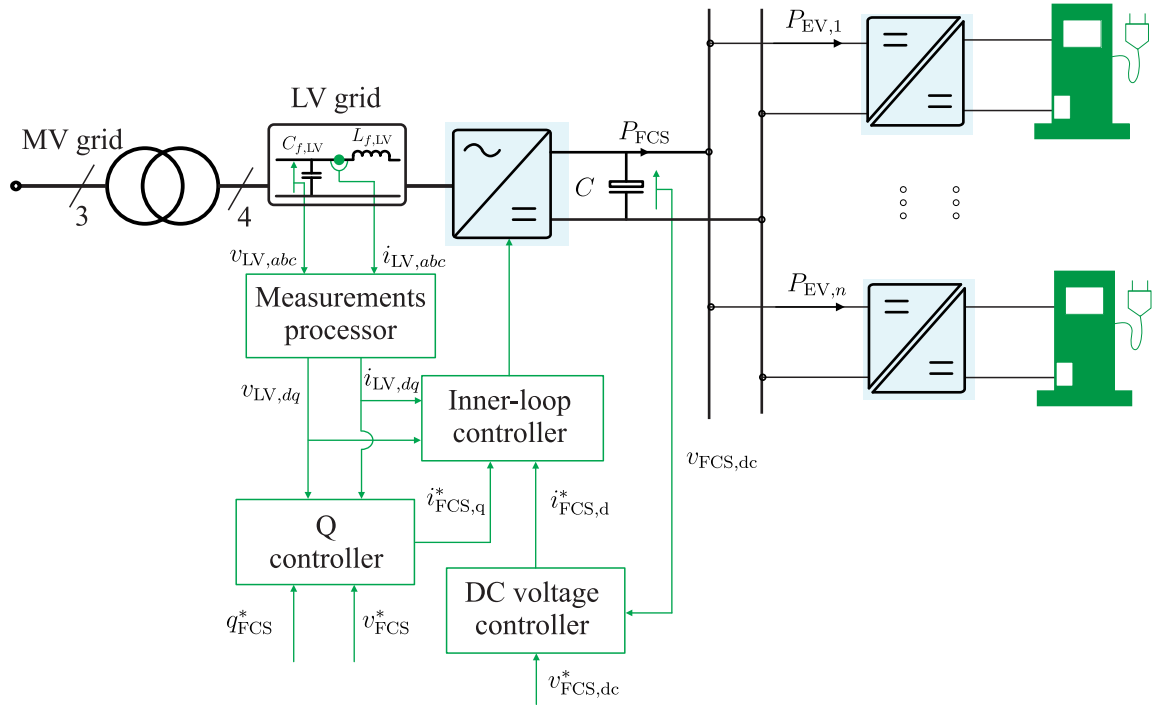 P_EV,1
LV grid
C_f,LV
L_f,LV
MV grid
P_FCS
C
3
4
v_LV,abc
i_LV,abc
P_EV,n
Measurements
processor
v_LV,dq
i_LV,dq
Inner-loop
controller
v_FCS,dc
i*_FCS,q
i*_FCS,d
Q
controller
DC voltage
controller
q*_FCS
v*_FCS
v*_FCS,dc